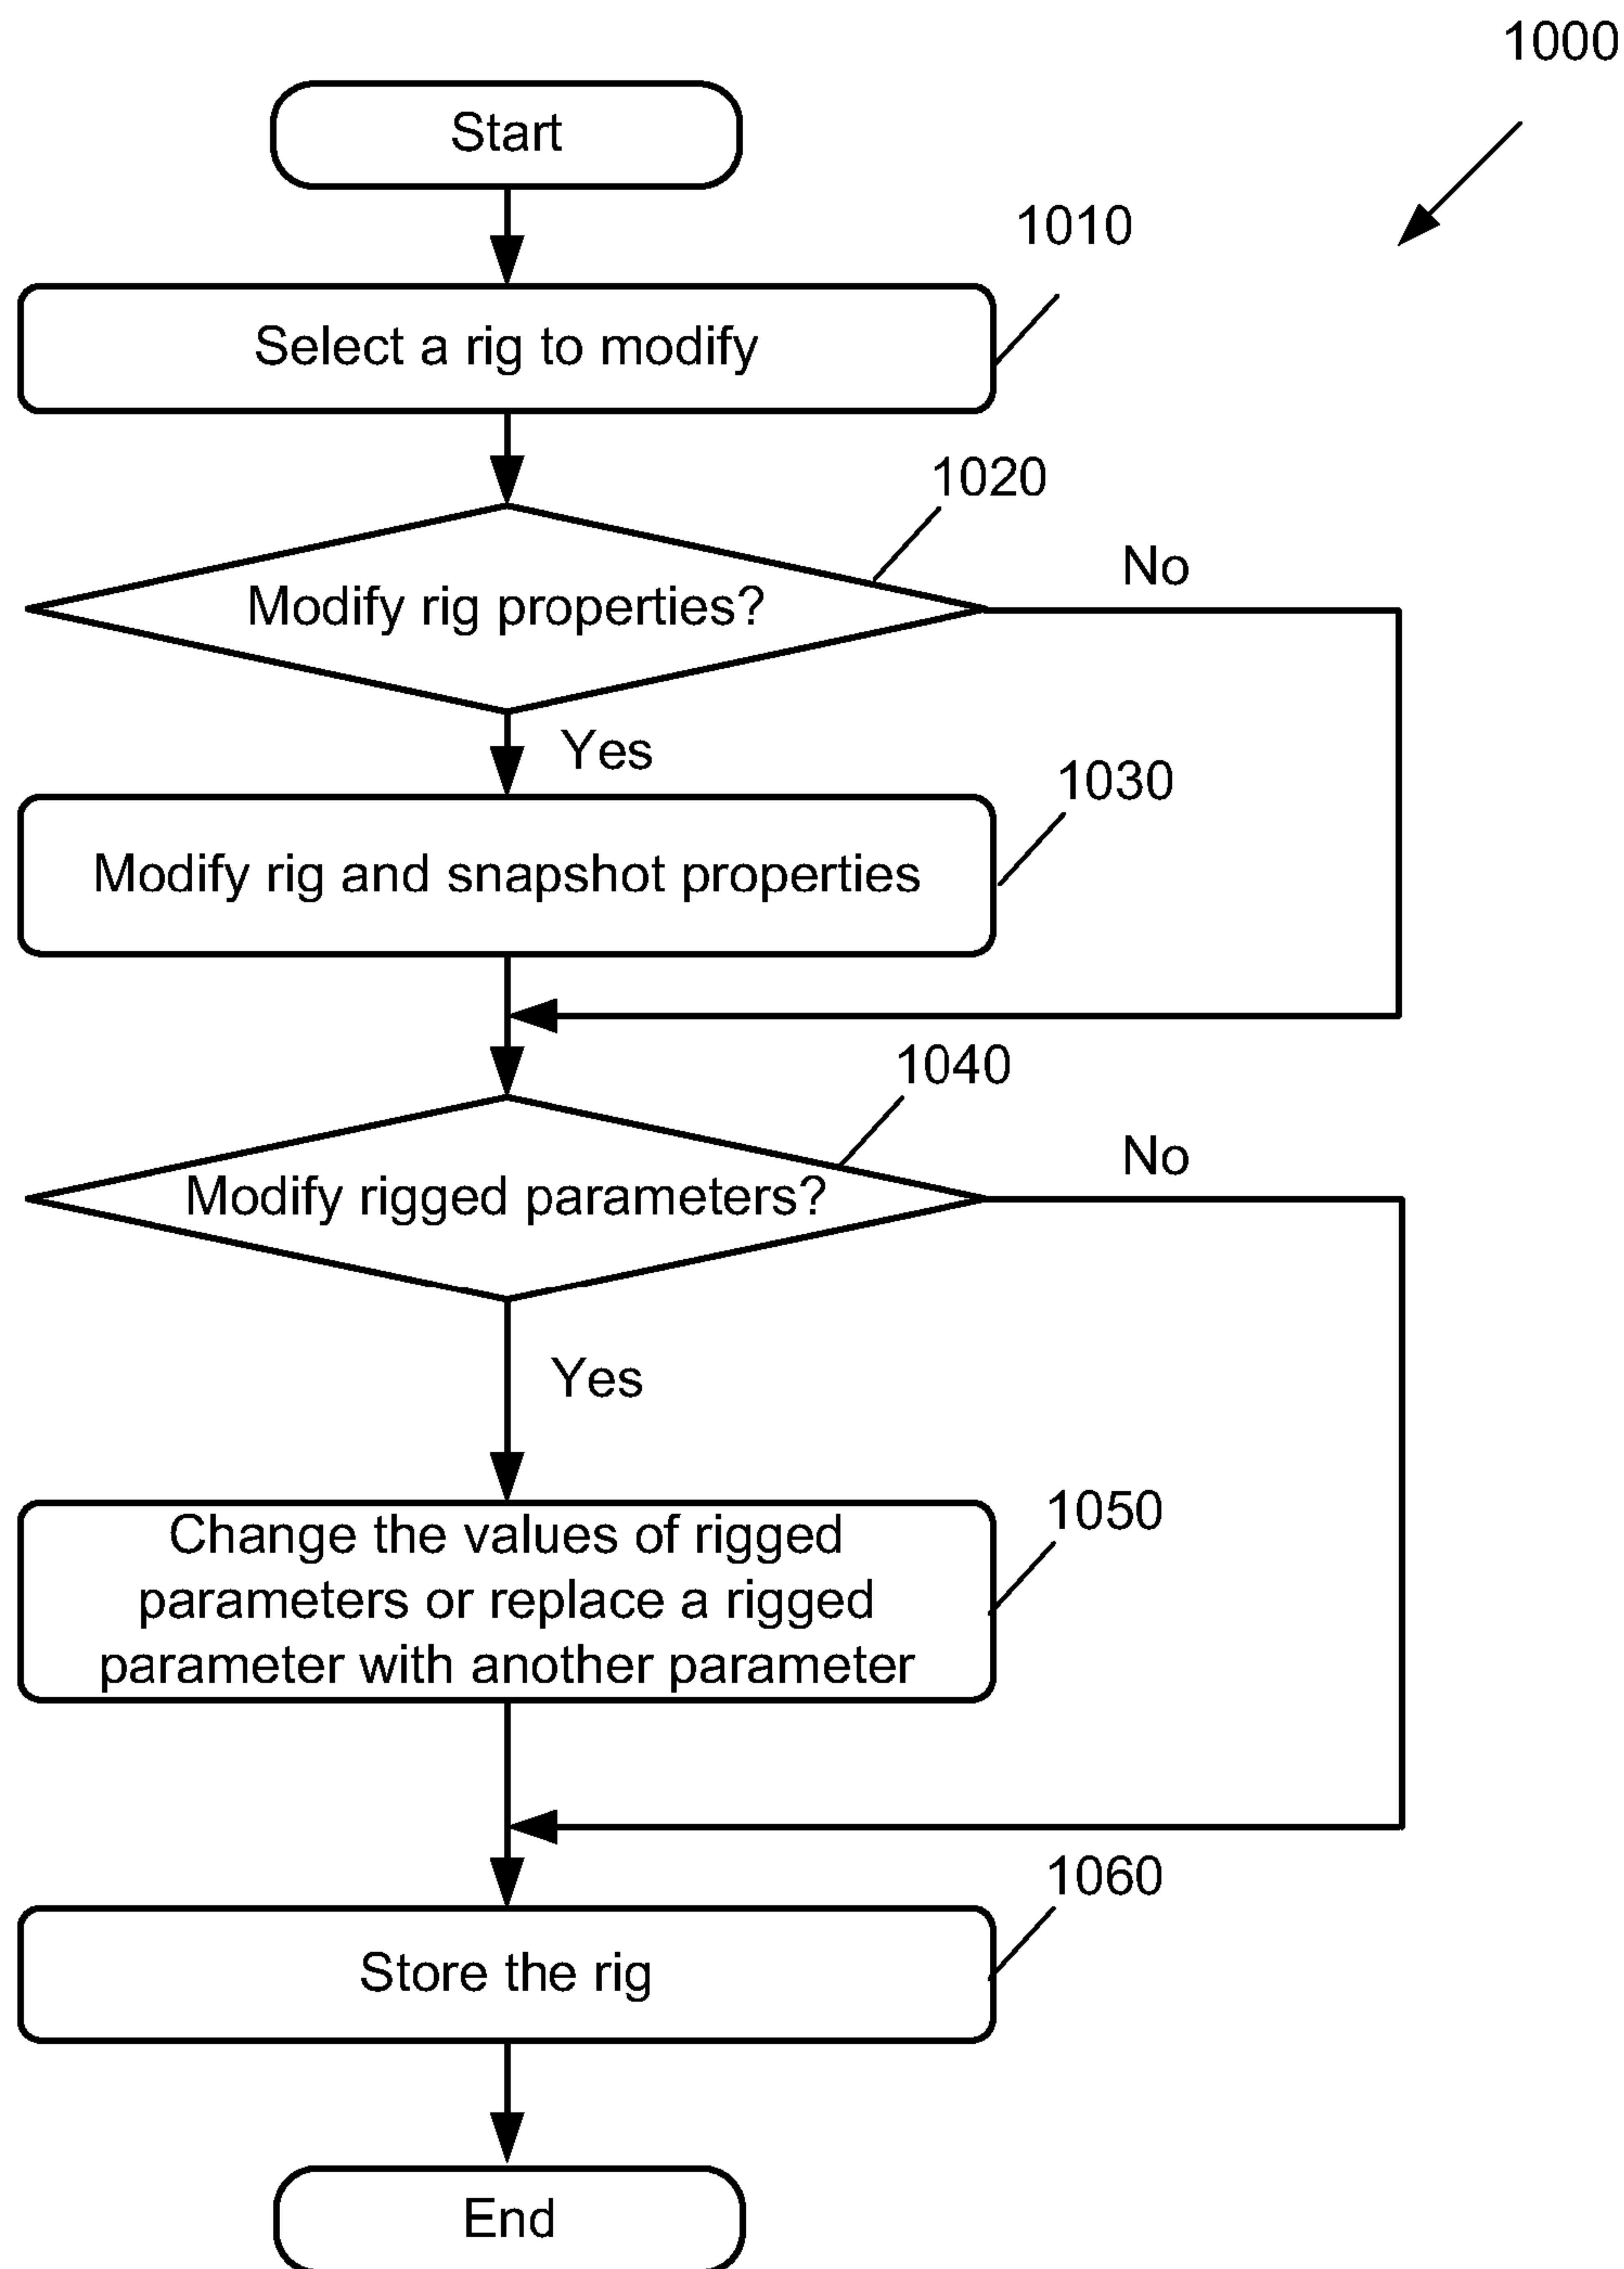 1000
Start
1010
Select a rig to modify
1020
No
Modify rig properties?
Yes
1030
Modify rig and snapshot properties
1040
No
Modify rigged parameters?
Yes
1050
Change the values of rigged
parameters or replace a rigged
parameter with another parameter
1060
Store the rig
End